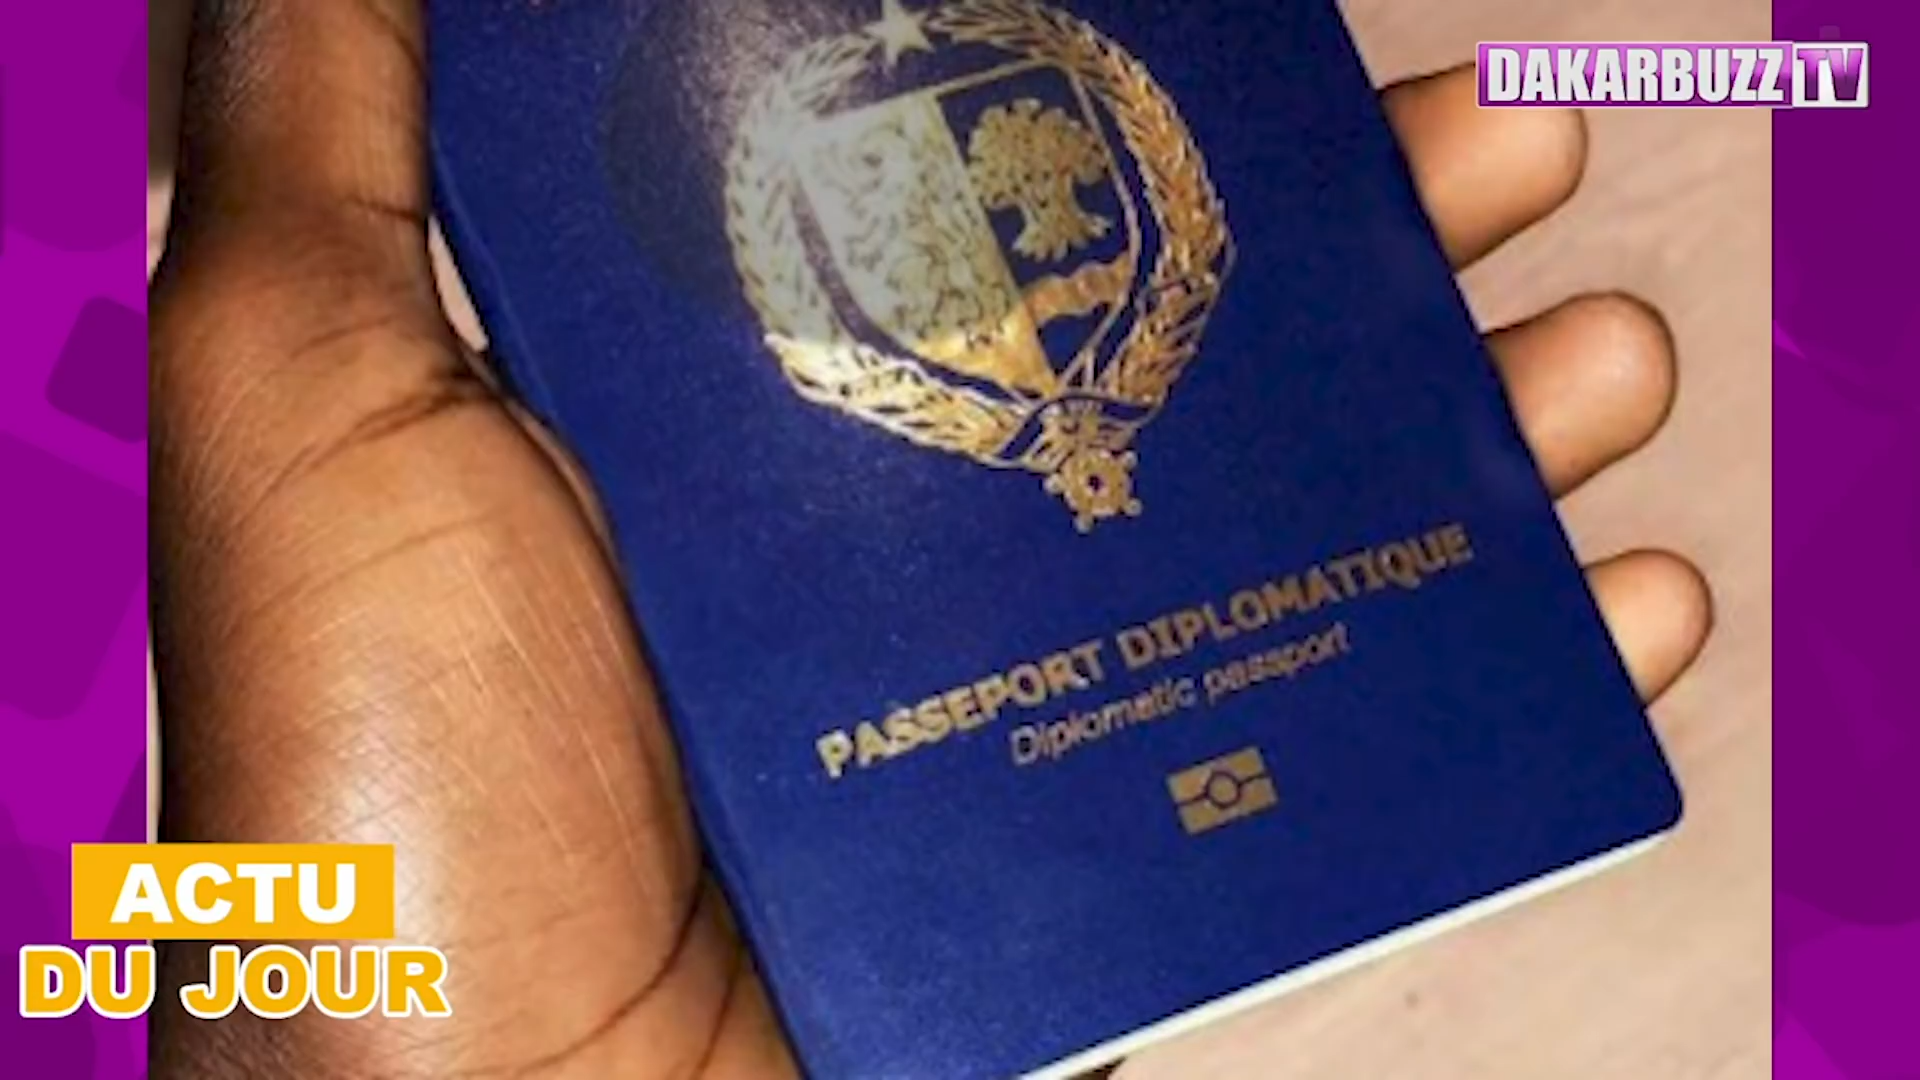 DAKARBUZZ TV
PASSEPORT DIPLOMATIQUE
Diplomatic passport
ACTU
DU JOUR